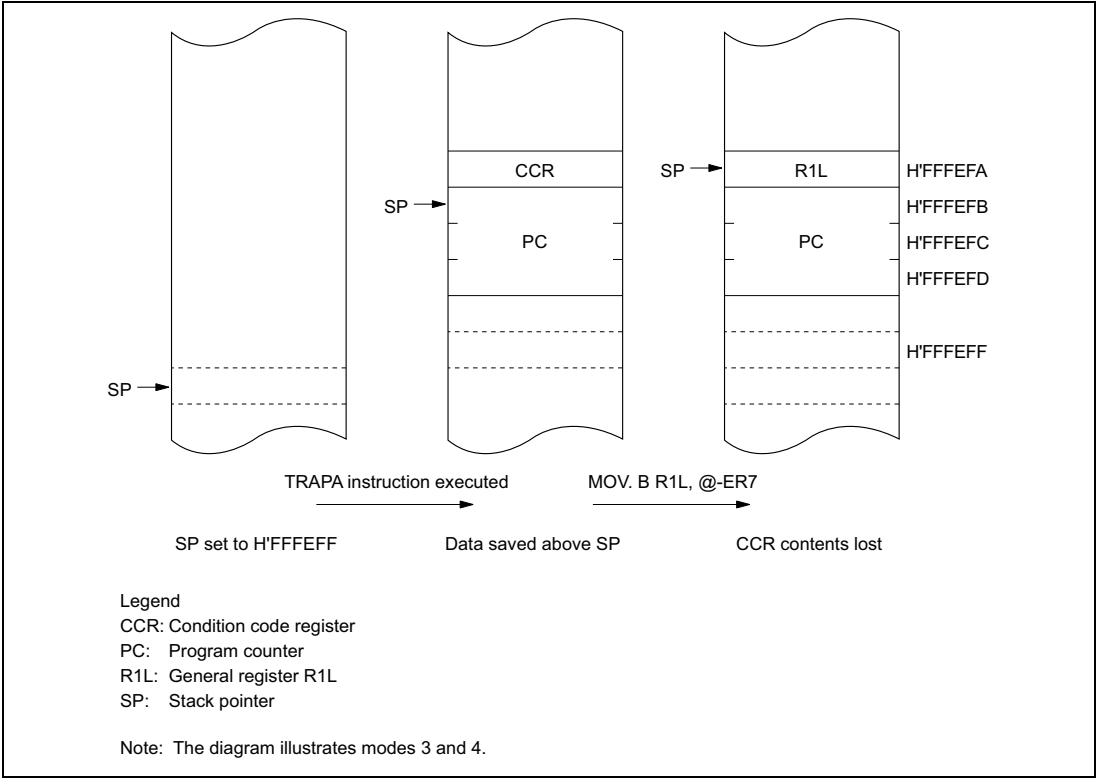 CCR
SP
R1L
H'FFFEFA
SP
H'FFFEFB
PC
PC
H'FFFEFC
H'FFFEFD
H'FFFEFF
SP
TRAPA instruction executed
MOV. B R1L, @-ER7
SP set to H'FFFEFF
Data saved above SP
CCR contents lost
Legend
CCR: Condition code register
PC: Program counter
R1L: General register R1L
SP: Stack pointer
Note: The diagram illustrates modes 3 and 4.